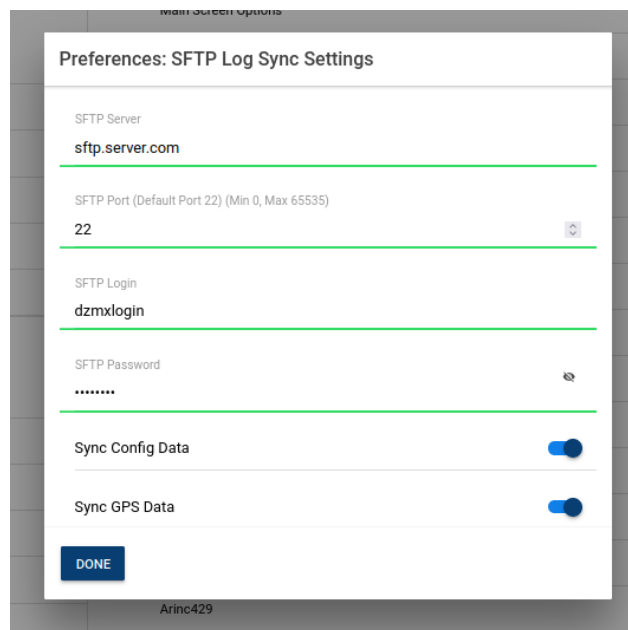 Main Screen Options
Preferences: SFTP Log Sync Settings
SFTP Server
sftp.server.com
SFTP Port (Default Port 22) (Min 0, Max 65535)
22
SFTP Login
dzmxlogin
SFTP Password
••••••••
Sync Config Data
Sync GPS Data
DONE
Arinc429